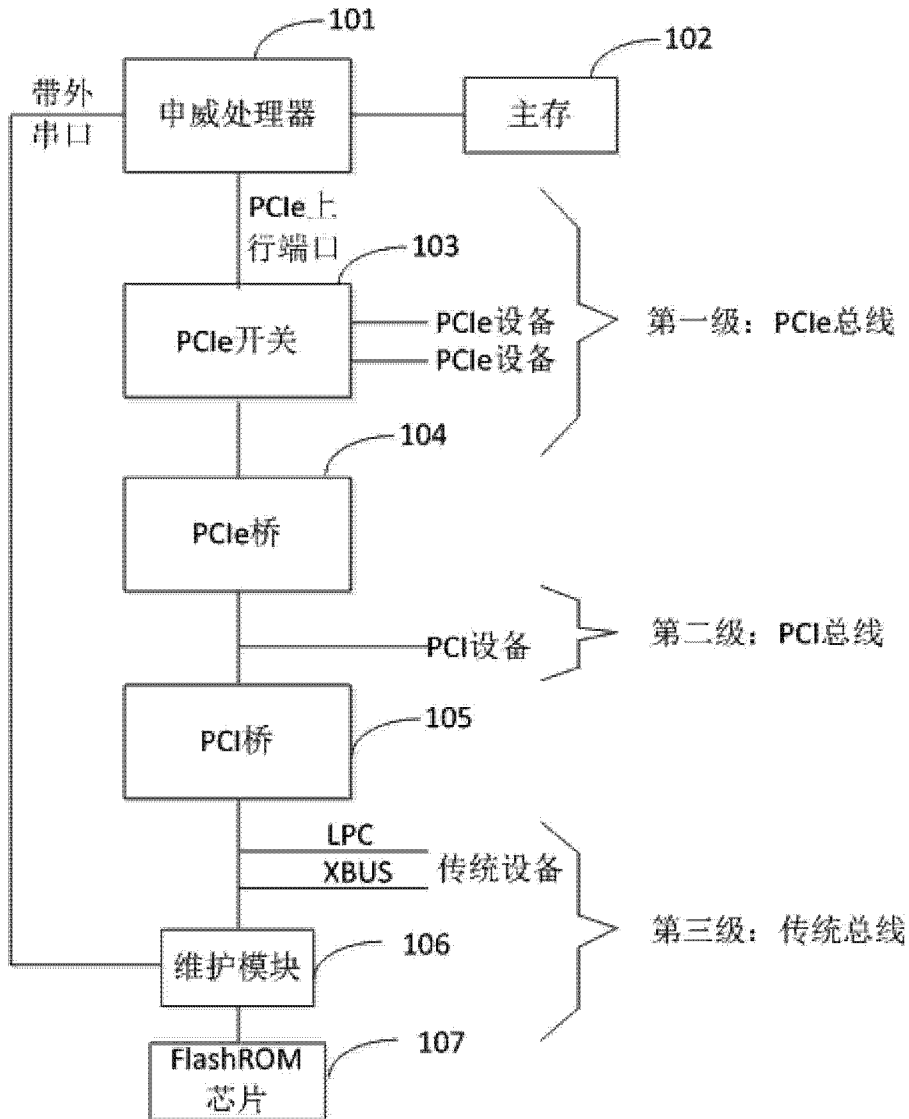 101
102
带外
串口
申威处理器
主存
PCIe上
行端口
103
PCIe开关
PCIe设备
PCIe设备
第一级：PCIe总线
104
PCIe桥
PCI设备
第二级：PCI总线
105
PCI桥
LPC
XBUS
传统设备
第三级：传统总线
106
维护模块
107
FlashROM
芯片